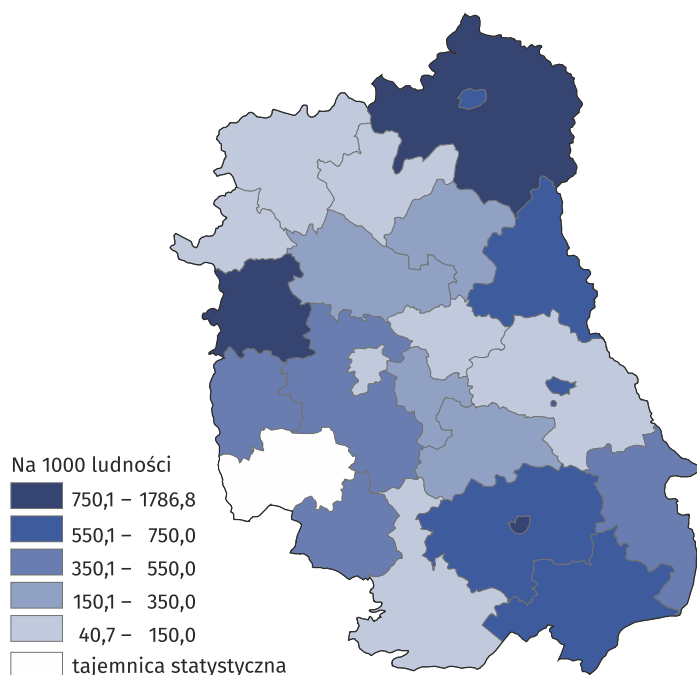 Na 1000 ludności
750,1 – 1786,8
550,1 – 750,0
350,1 – 550,0
150,1 – 350,0
40,7 – 150,0
tajemnica statystyczna